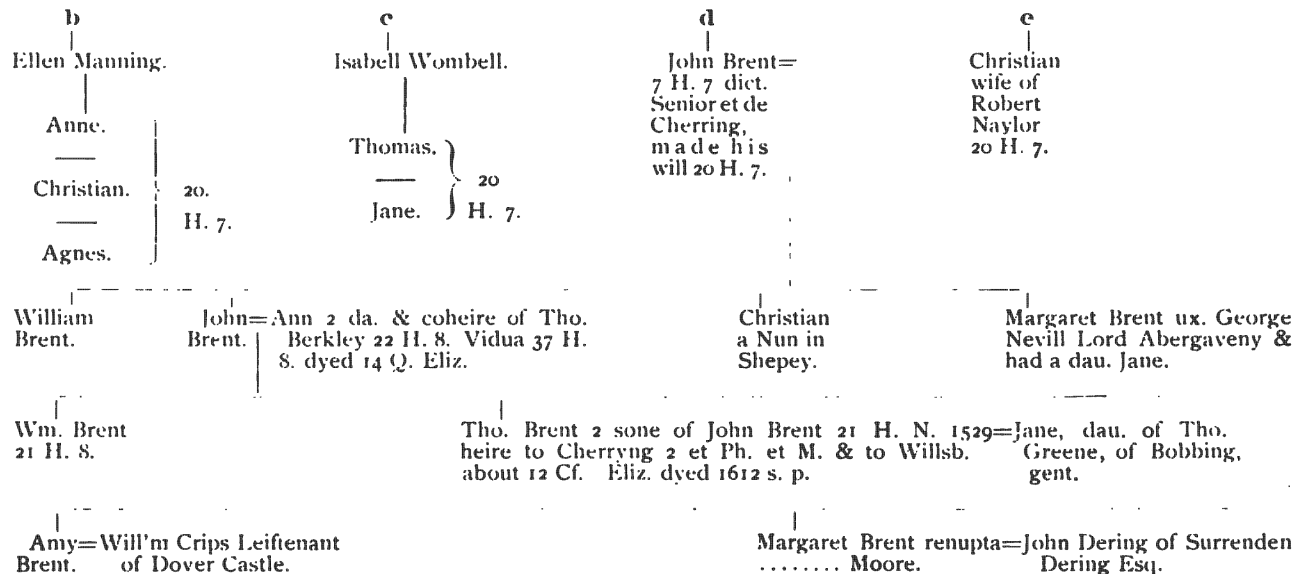 b
Ellen Manning.
Anne.
Christian.
Agnes.
20.
H. 7.
c
Isabell Wombell.
Thomas.
Jane.
20
H. 7.
d
John Brent=
7 H. 7 dict.
Senior et de
Cherring,
made his
will 20 H. 7.
e
Christian
wife of
Robert
Naylor
20 H. 7.
William
Brent.
John=Ann 2 da. & coheire of Tho.
Brent. Berkley 22 H. 8. Vidua 37 H.
8. dyed 14 Q. Eliz.
Christian
a Nun in
Shepey.
Margaret Brent ux. George
Nevill Lord Abergaveny &
had a dau. Jane.
Wm. Brent
21 H. 8.
Tho. Brent 2 sone of John Brent 21 H. N. 1529=Jane, dau. of Tho.
heire to Cherryng 2 et Ph. et M. & to Willsb. Greene, of Bobbing,
about 12 Cf. Eliz. dyed 1612 s. p. gent.
Amy=Will'm Crips Leiftenant
Brent. of Dover Castle.
Margaret Brent renupta=John Dering of Surrenden
........ Moore. Dering Esq.